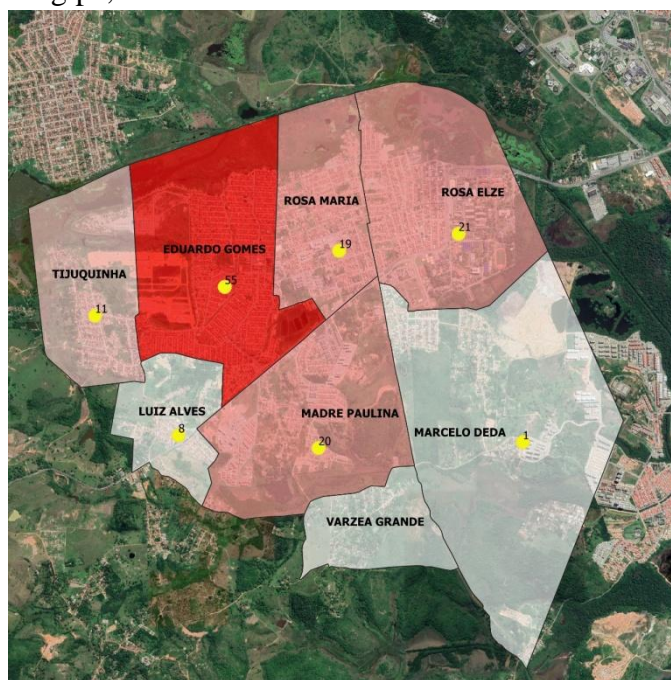 ROSA MARIA
ROSA ELZE
21
19
EDUARDO GOMES
55
TIJUQUINHA
11
LUIZ ALVES
8
MADRE PAULINA
20
MARCELO DEDA
1
VARZEA GRANDE